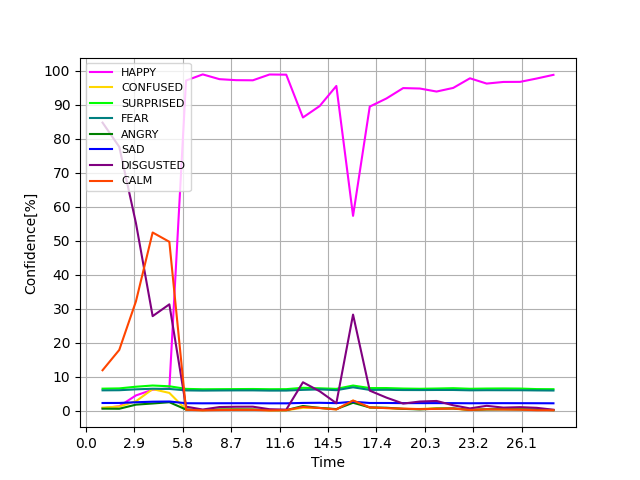 100
90
80
70
60
50
40
30
20
10
0
Confidence[%]
HAPPY
CONFUSED
SURPRISED
FEAR
ANGRY
SAD
DISGUSTED
CALM
0.0 2.9 5.8 8.7 11.6 14.5 17.4 20.3 23.2 26.1
Time